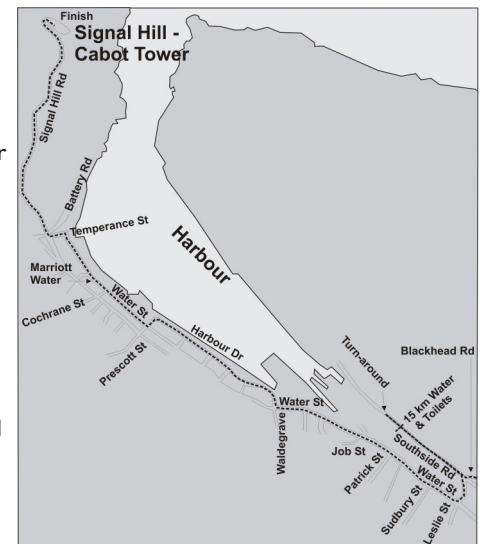 Finish
Signal Hill -
Cabot Tower
Signal Hill Rd
Battery Rd
Temperance St
Harbour
Marriott
Water
Cochrane St
Water St
Prescott St
Harbour Dr
Turn-around
Blackhead Rd
15 km Water
& Toilets
Water St
Waldegrave
Southside Rd
Job St
Water St
Patrick St
Sudbury St
Leslie St